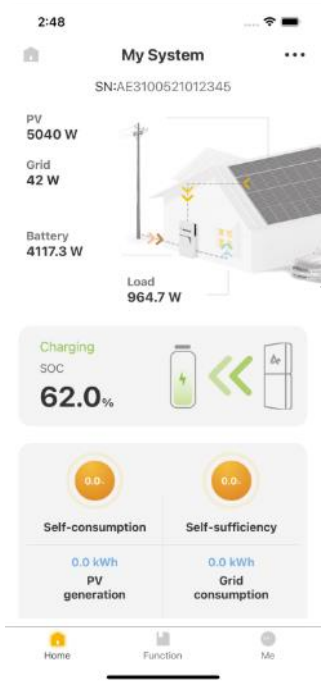 2:48
My System
SN:AE3100521012345
PV
5040 W
Grid
42 W
Battery
4117.3 W
Load
964.7 W
Charging
SOC
62.0%
0.0%
0.0%
Self-consumption
Self-sufficiency
0.0 kWh
0.0 kWh
PV
generation
Grid
consumption
Home
Function
Me